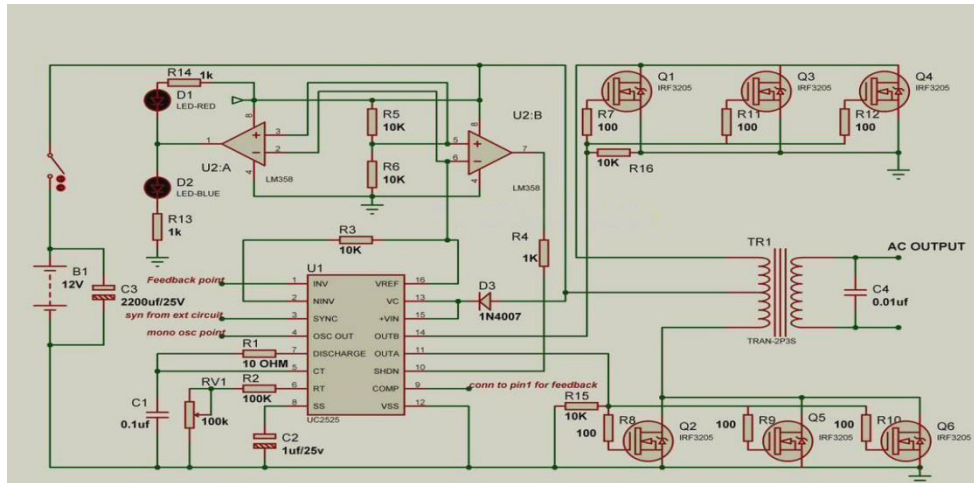 R14 1k
D1
LED-RED
D2
LED-BLUE
R13
1k
U2:A
LM358
8
3
2
1
4
R5
10K
R6
10K
U2:B
LM358
8
5
6
7
4
Q1
IRF3205
Q3
IRF3205
Q4
IRF3205
R7
100
R11
100
R12
100
10K R16
R3
10K
R4
1K
B1
12V
C3
2200uf/25V
Feedback point
syn from ext circuit
mono osc point
U1
1 INV VREF 16
2 NINV VC 13
3 SYNC +VIN 15
4 OSC OUT OUTB 14
7 DISCHARGE OUTA 11
5 CT SHDN 10
6 RT COMP 9
8 SS VSS 12
UC2525
D3
1N4007
conn to pin1 for feedback
R1
10 OHM
RV1
100k
R2
100K
C1
0.1uf
C2
1uf/25v
TR1
TRAN-2P3S
AC OUTPUT
C4
0.01uf
R15
10K
R8
100
Q2
IRF3205
R9
100
Q5
IRF3205
R10
100
Q6
IRF3205